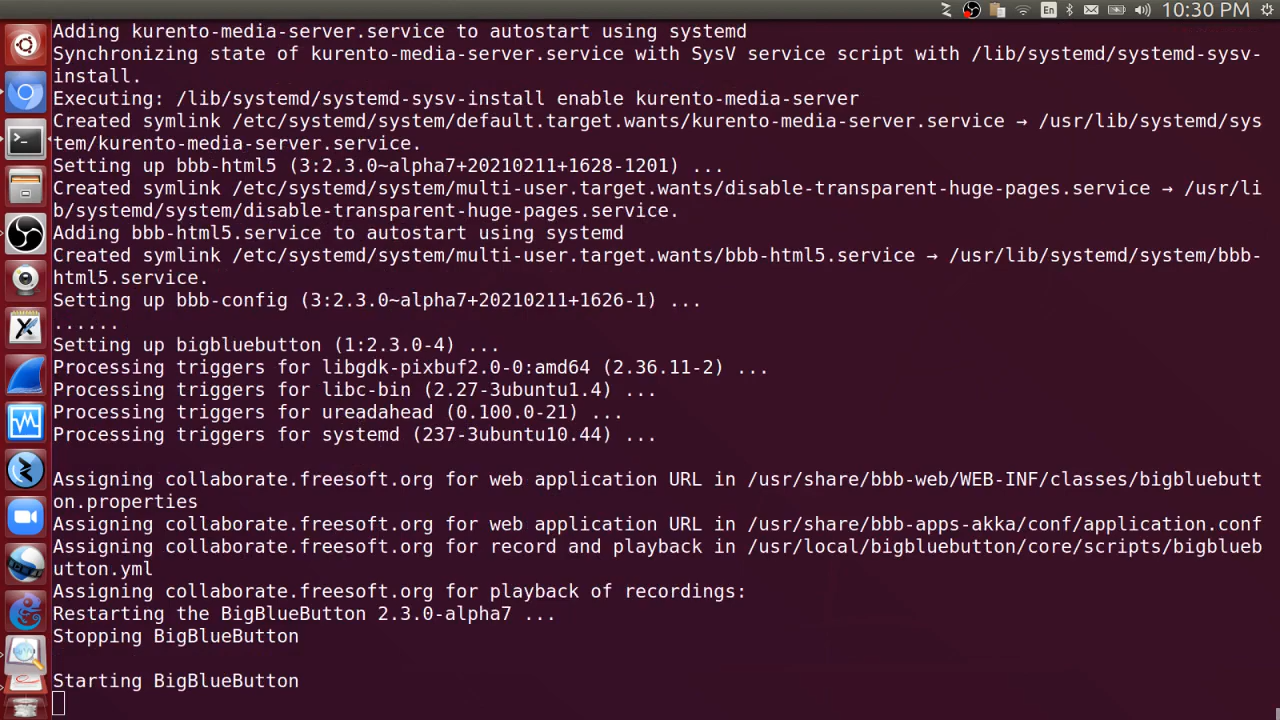 En 10:30 PM
Adding kurento-media-server.service to autostart using systemd
Synchronizing state of kurento-media-server.service with SysV service script with /lib/systemd/systemd-sysv-
install.
Executing: /lib/systemd/systemd-sysv-install enable kurento-media-server
Created symlink /etc/systemd/system/default.target.wants/kurento-media-server.service → /usr/lib/systemd/sys
tem/kurento-media-server.service.
Setting up bbb-html5 (3:2.3.0~alpha7+20210211+1628-1201) ...
Created symlink /etc/systemd/system/multi-user.target.wants/disable-transparent-huge-pages.service → /usr/li
b/systemd/system/disable-transparent-huge-pages.service.
Adding bbb-html5.service to autostart using systemd
Created symlink /etc/systemd/system/multi-user.target.wants/bbb-html5.service → /usr/lib/systemd/system/bbb-
html5.service.
Setting up bbb-config (3:2.3.0~alpha7+20210211+1626-1) ...
......
Setting up bigbluebutton (1:2.3.0-4) ...
Processing triggers for libgdk-pixbuf2.0-0:amd64 (2.36.11-2) ...
Processing triggers for libc-bin (2.27-3ubuntu1.4) ...
Processing triggers for ureadahead (0.100.0-21) ...
Processing triggers for systemd (237-3ubuntu10.44) ...
Assigning collaborate.freesoft.org for web application URL in /usr/share/bbb-web/WEB-INF/classes/bigbluebutt
on.properties
Assigning collaborate.freesoft.org for web application URL in /usr/share/bbb-apps-akka/conf/application.conf
Assigning collaborate.freesoft.org for record and playback in /usr/local/bigbluebutton/core/scripts/bigblueb
utton.yml
Assigning collaborate.freesoft.org for playback of recordings:
Restarting the BigBlueButton 2.3.0-alpha7 ...
Stopping BigBlueButton
Starting BigBlueButton